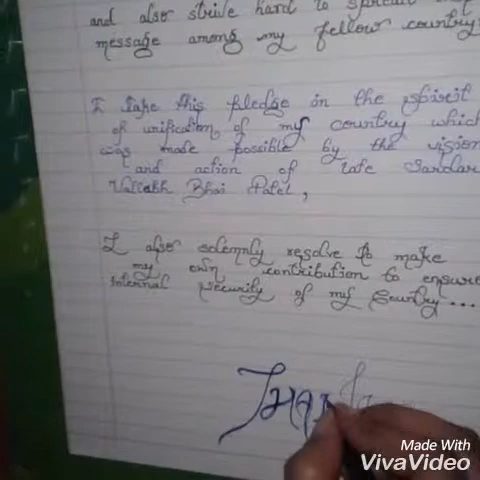 and also strive hard to spread
message among my fellow country
I take this pledge in the spirit
of unification of my country which
was made possible by the vision
and action of late Sardar
Vallabh Bhai Patel,
I also solemnly resolve to make
my own contribution to ensure
internal security of my country...
Made With
VivaVideo